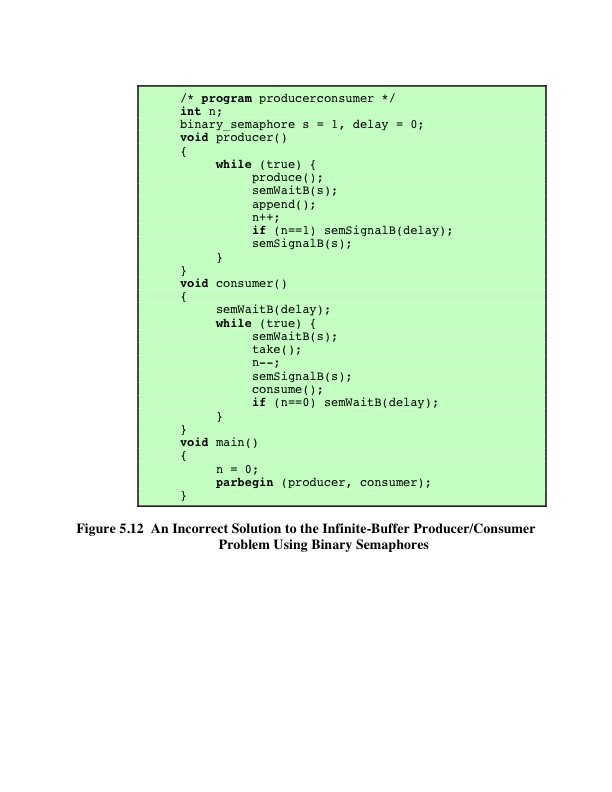 /* program producerconsumer */
int n;
binary_semaphore s = 1, delay = 0;
void producer()
{
while (true) {
produce();
semWaitB(s);
append();
n++;
if (n==1) semSignalB(delay);
semSignalB(s);
}
}
void consumer()
{
semWaitB(delay);
while (true) {
semWaitB(s);
take();
n--;
semSignalB(s);
consume();
if (n==0) semWaitB(delay);
}
}
void main()
{
n = 0;
parbegin (producer, consumer);
}
Figure 5.12 An Incorrect Solution to the Infinite-Buffer Producer/Consumer
Problem Using Binary Semaphores